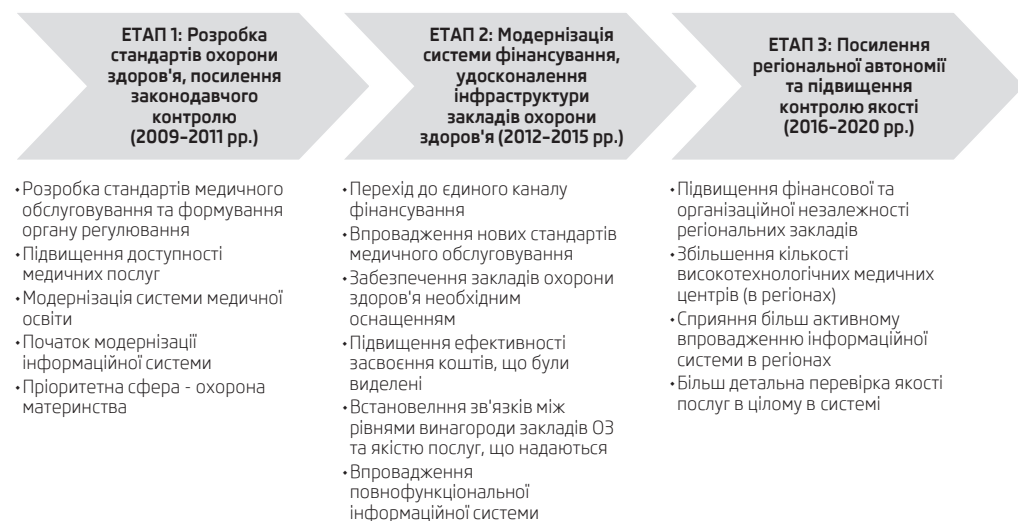 ЕТАП 1: Розробка
стандартів охорони
здоров'я, посилення
законодавчого
контролю
(2009–2011 рр.)
•Розробка стандартів медичного
обслуговування та формування
органу регулювання
•Підвищення доступності
медичних послуг
•Модернізація системи медичної
освіти
•Початок модернізації
інформаційної системи
•Пріоритетна сфера - охорона
материнства
ЕТАП 2: Модернізація
системи фінансування,
удосконалення
інфраструктури
закладів охорони
здоров'я (2012–2015 рр.)
•Перехід до єдиного каналу
фінансування
•Впровадження нових стандартів
медичного обслуговування
•Забезпечення закладів охорони
здоров'я необхідним
оснащенням
•Підвищення ефективності
засвоєння коштів, що були
виділені
•Встановелння зв'язків між
рівнями винагороди закладів ОЗ
та якістю послуг, що надаються
•Впровадження
повнофункціональної
інформаційної системи
ЕТАП 3: Посилення
регіональної автономії
та підвищення
контролю якості
(2016–2020 рр.)
•Підвищення фінансової та
організаційної незалежності
регіональних закладів
•Збільшення кількості
високотехнологічних медичних
центрів (в регіонах)
•Сприяння більш активному
впровадженню інформаційної
системи в регіонах
•Більш детальна перевірка якості
послуг в цілому в системі